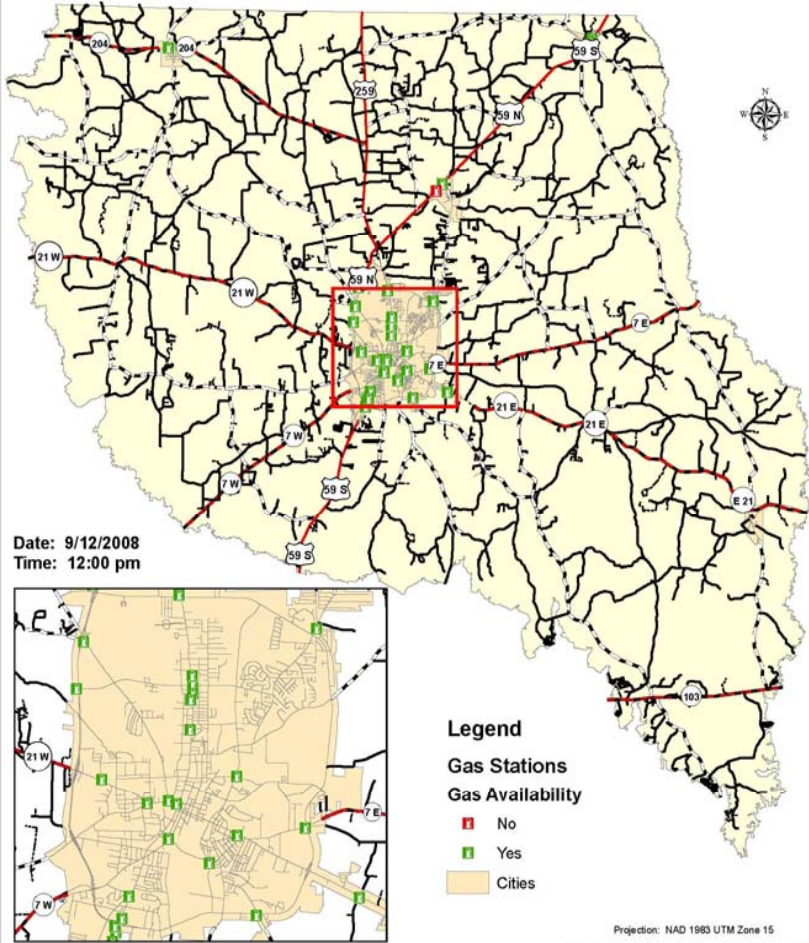 204
204
259
59 S
59 N
N
W E
S
21 W
21 W
59 N
7 E
7 E
21 E
21 E
7 W
7 W
59 S
E 21
59 S
Date: 9/12/2008
Time: 12:00 pm
103
21 W
7 E
7 W
Legend
Gas Stations
Gas Availability
No
Yes
Cities
Projection: NAD 1983 UTM Zone 15